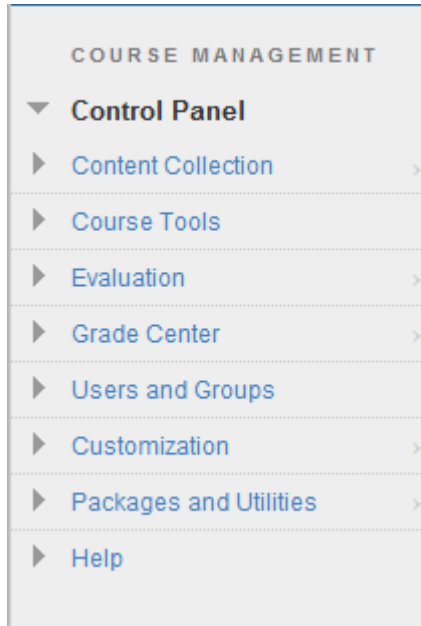 COURSE MANAGEMENT
Control Panel
Content Collection
Course Tools
Evaluation
Grade Center
Users and Groups
Customization
Packages and Utilities
Help